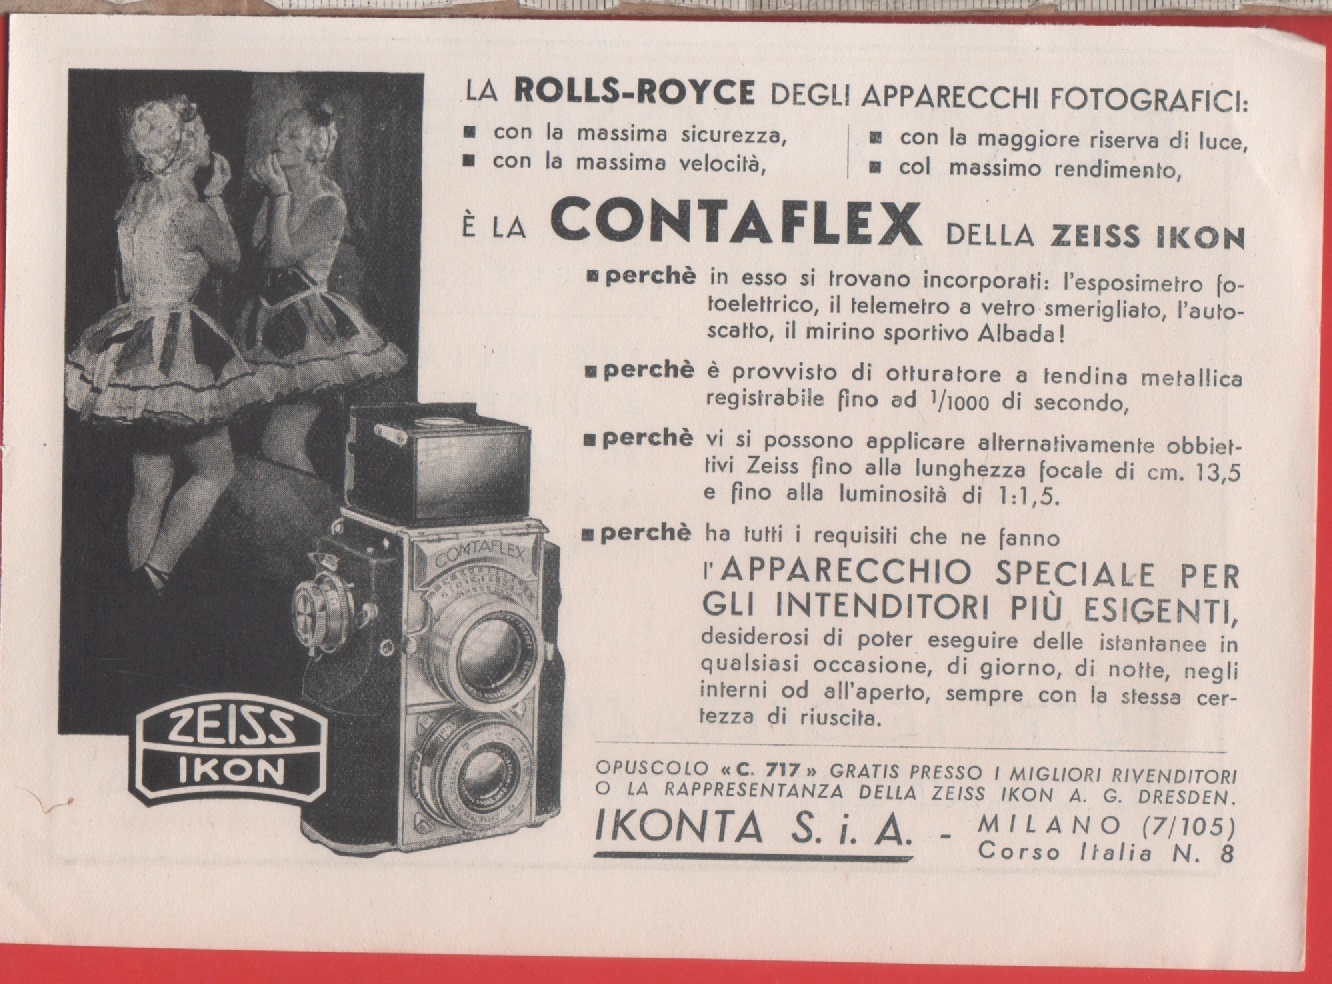 LA ROLLS-ROYCE DEGLI APPARECCHI FOTOGRAFICI:
■ con la massima sicurezza,
■ con la massima velocità,
■ con la maggiore riserva di luce,
■ col massimo rendimento,
È LA CONTAFLEX DELLA ZEISS IKON
■ perchè in esso si trovano incorporati: l'esposimetro fo-
toelettrico, il telemetro a vetro smerigliato, l'auto-
scatto, il mirino sportivo Albada!
■ perchè è provvisto di otturatore a tendina metallica
registrabile fino ad 1/1000 di secondo,
■ perchè vi si possono applicare alternativamente obbiet-
tivi Zeiss fino alla lunghezza focale di cm. 13,5
e fino alla luminosità di 1:1,5.
■ perchè ha tutti i requisiti che ne fanno
l'APPARECCHIO SPECIALE PER
GLI INTENDITORI PIÙ ESIGENTI,
desiderosi di poter eseguire delle istantanee in
qualsiasi occasione, di giorno, di notte, negli
interni od all'aperto, sempre con la stessa cer-
tezza di riuscita.
CONTAFLEX
ZEISS
IKON
OPUSCOLO «C. 717» GRATIS PRESSO I MIGLIORI RIVENDITORI
O LA RAPPRESENTANZA DELLA ZEISS IKON A. G. DRESDEN.
IKONTA S. i. A. - MILANO (7/105)
Corso Italia N. 8